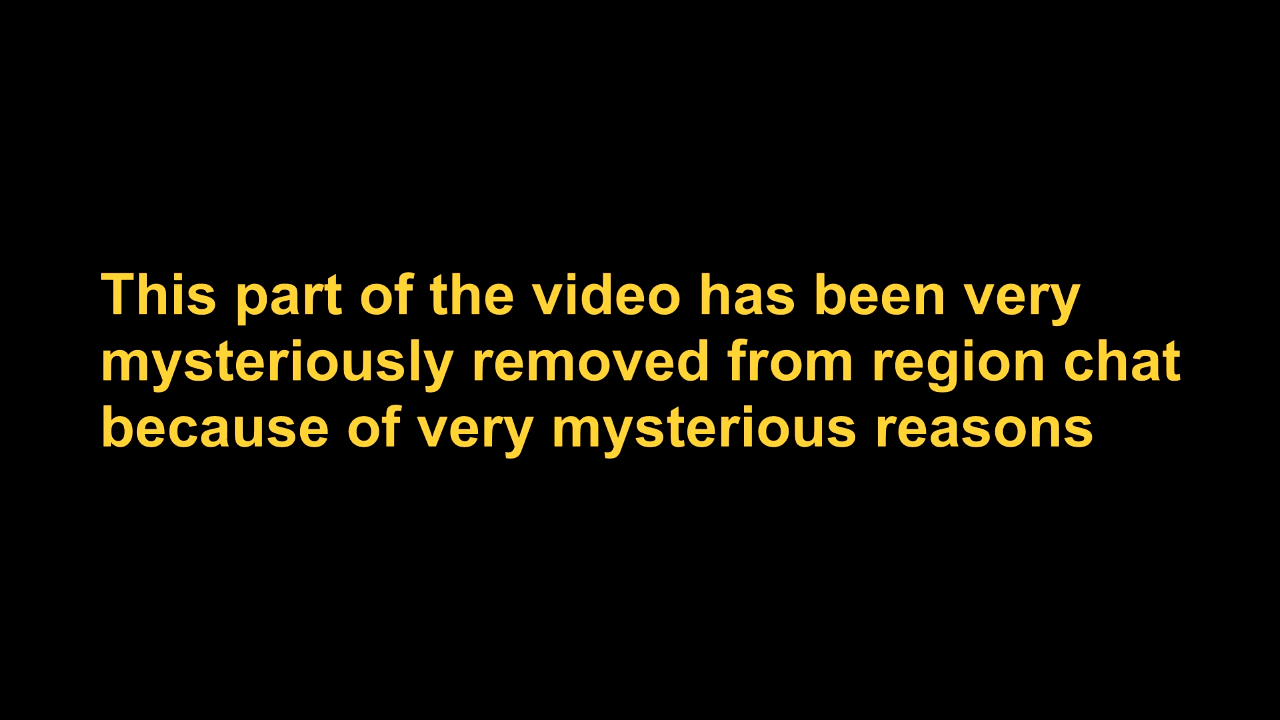 This part of the video has been very
mysteriously removed from region chat
because of very mysterious reasons